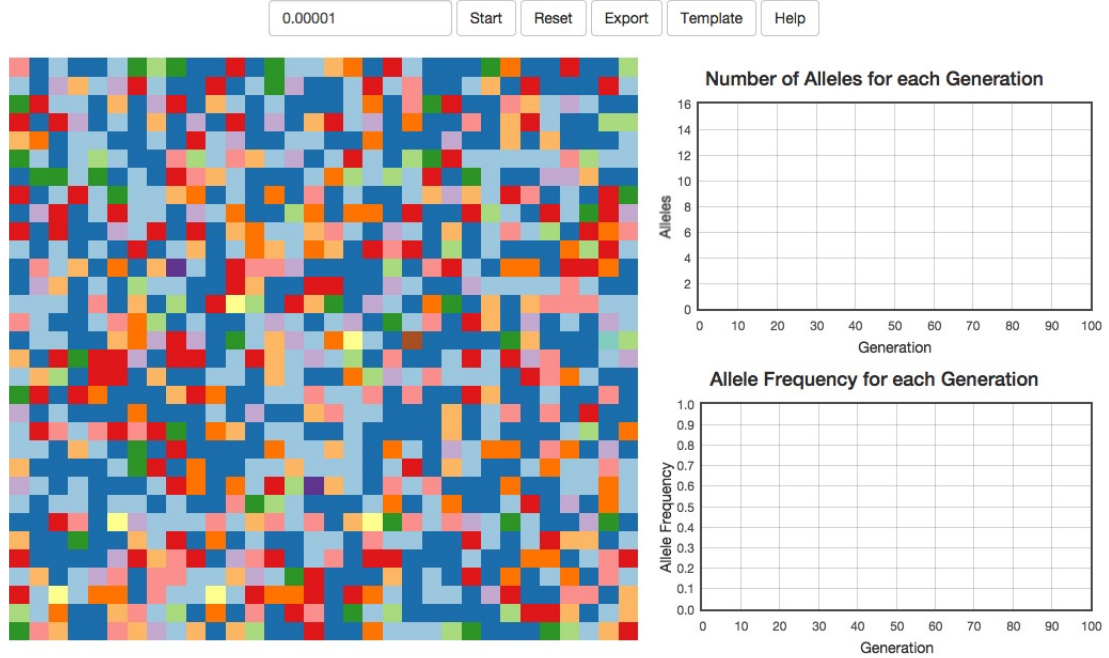 0.00001 Start Reset Export Template Help
Number of Alleles for each Generation
16
14
12
10
8
6
4
2
0
Alleles
0 10 20 30 40 50 60 70 80 90 100
Generation
Allele Frequency for each Generation
1.0
0.9
0.8
0.7
0.6
0.5
0.4
0.3
0.2
0.1
0.0
Allele Frequency
0 10 20 30 40 50 60 70 80 90 100
Generation